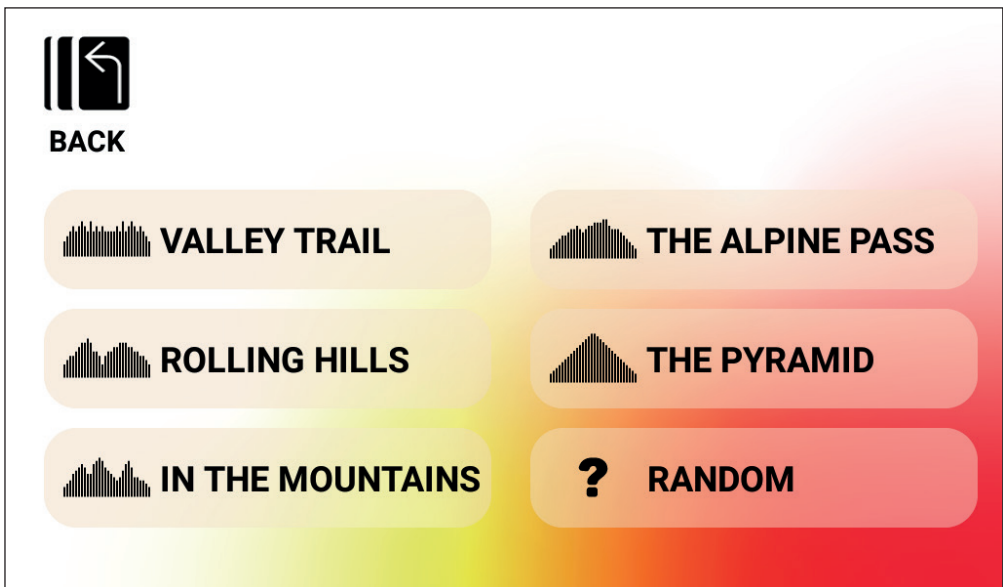 BACK
VALLEY TRAIL
THE ALPINE PASS
ROLLING HILLS
THE PYRAMID
IN THE MOUNTAINS
? RANDOM